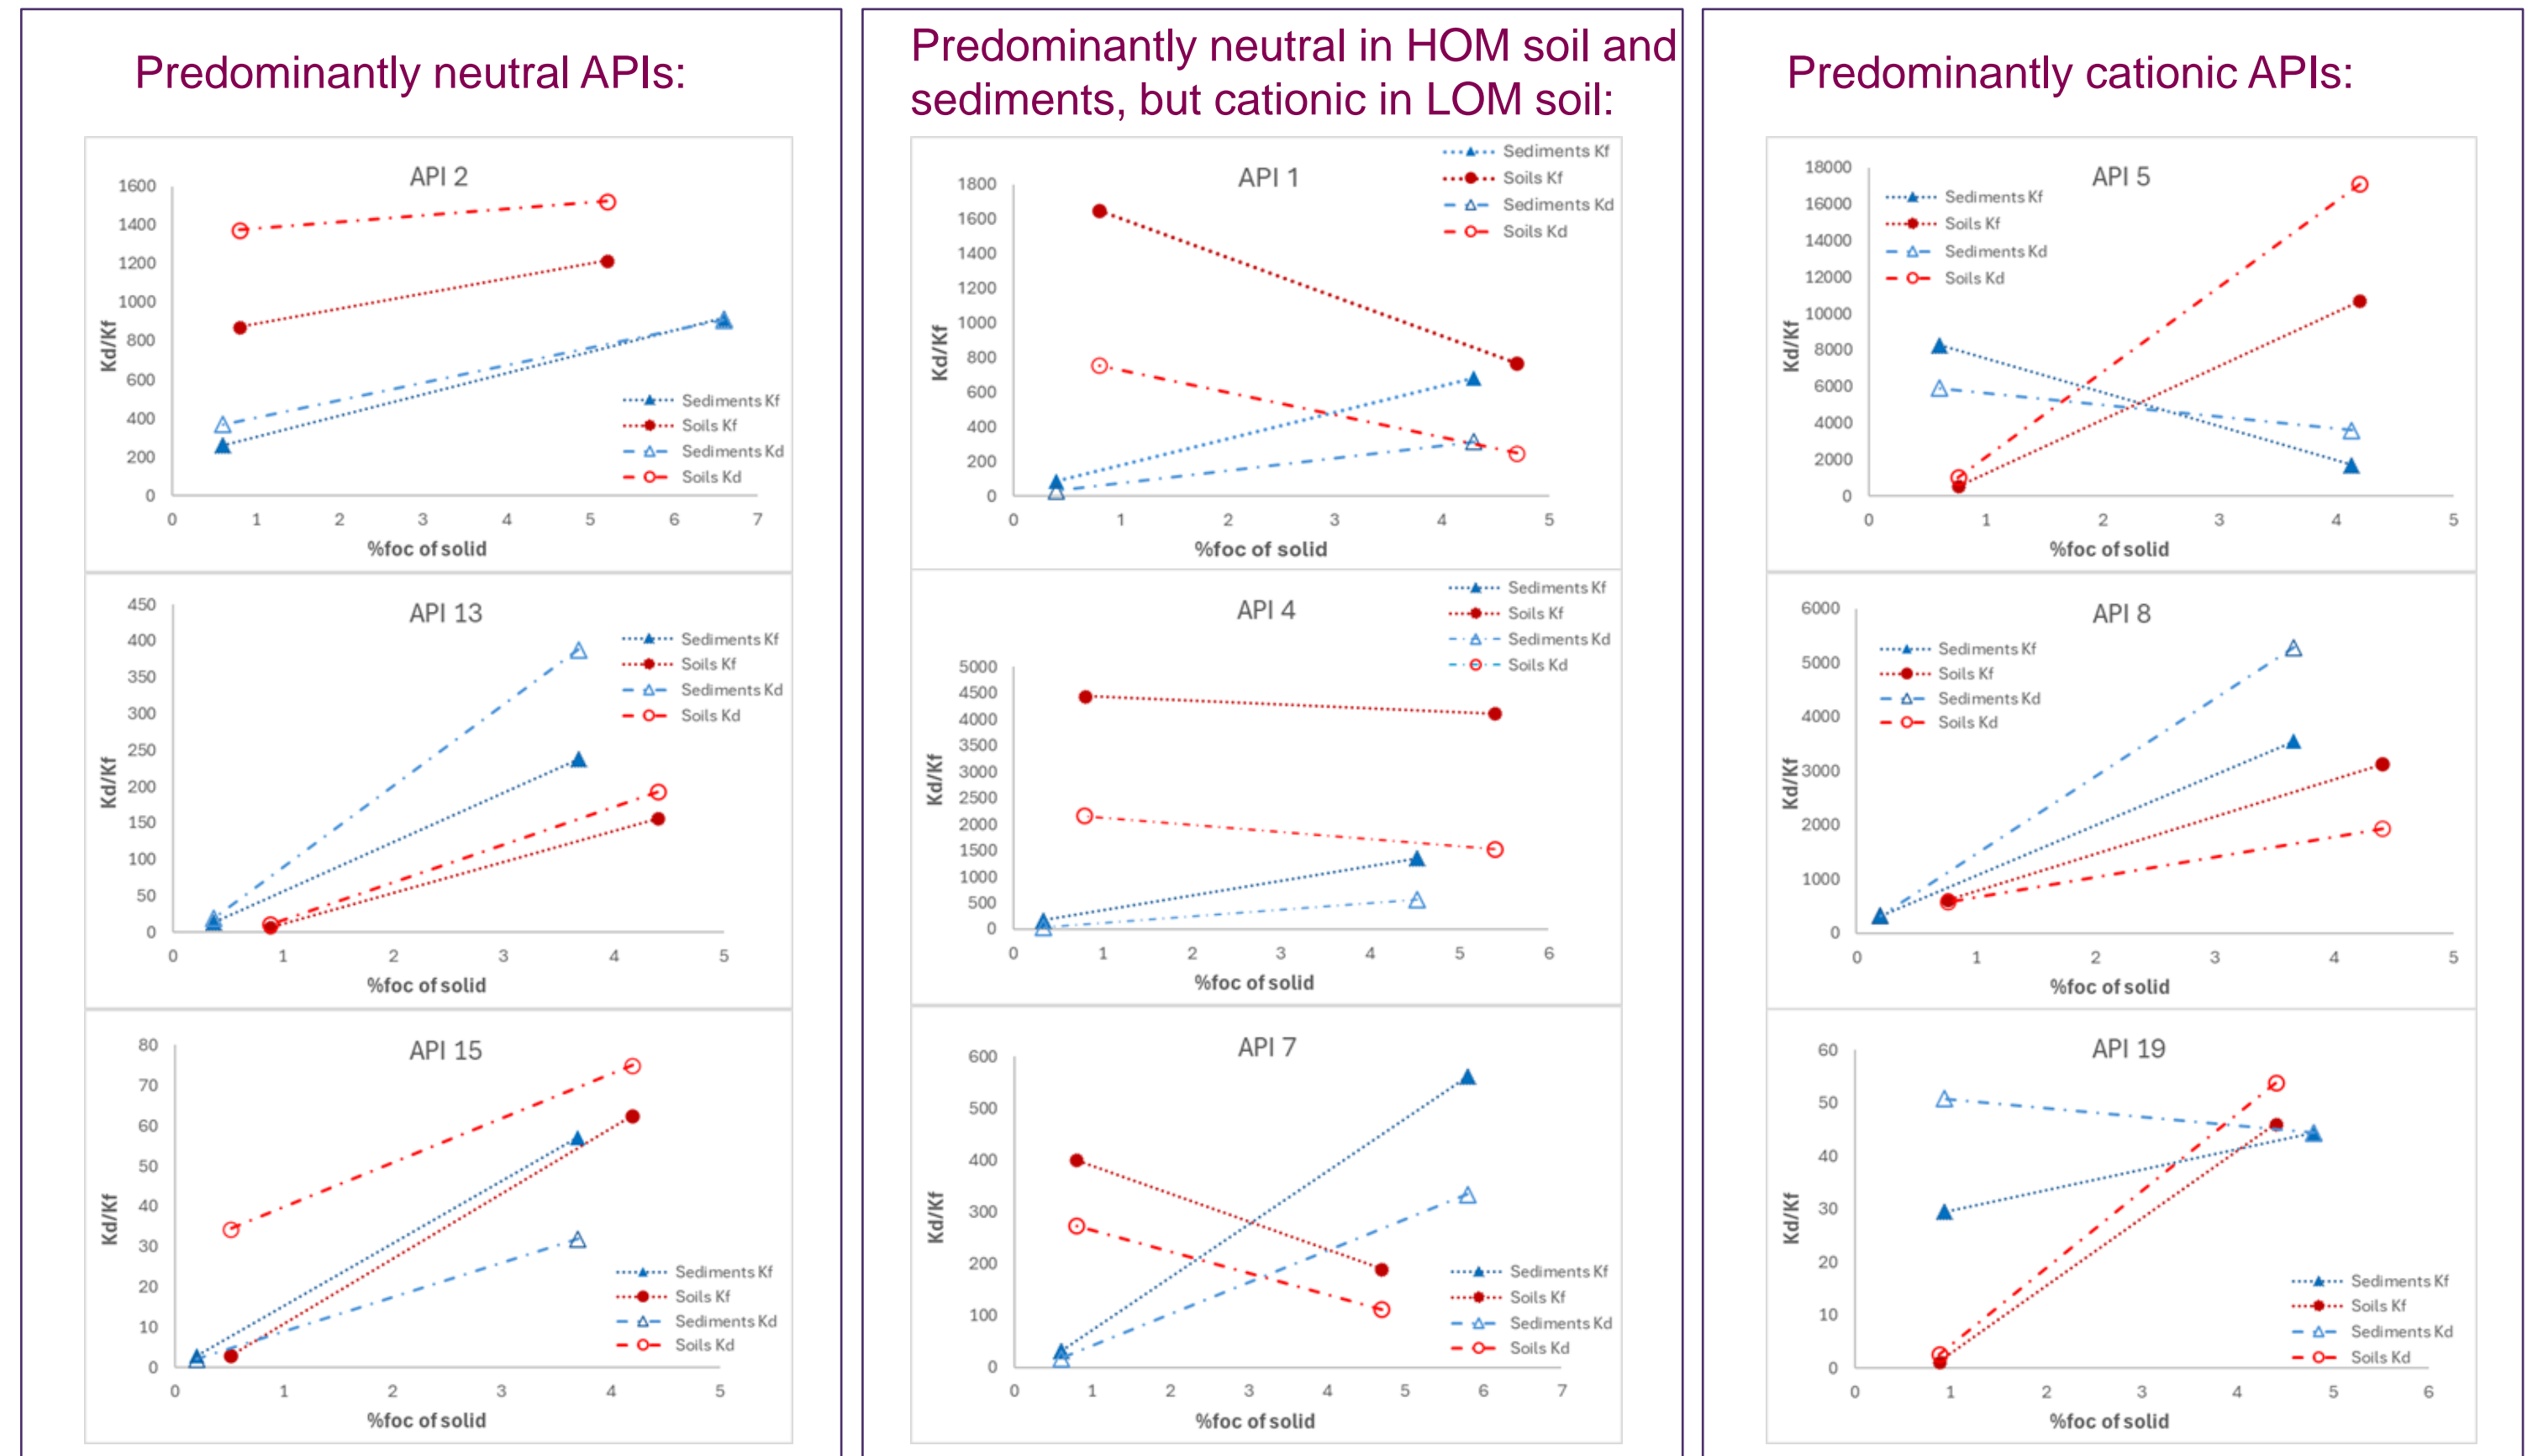 Predominantly neutral APIs:
API 2
1600
1400
1200
1000
800
600
400
200
0
Kd/Kf
Sediments Kf
Soils Kf
Sediments Kd
Soils Kd
0 1 2 3 4 5 6 7
%foc of solid
API 13
450
400
350
300
250
200
150
100
50
0
Kd/Kf
Sediments Kf
Soils Kf
Sediments Kd
Soils Kd
0 1 2 3 4 5
%foc of solid
API 15
80
70
60
50
40
30
20
10
0
Kd/Kf
Sediments Kf
Soils Kf
Sediments Kd
Soils Kd
0 1 2 3 4 5
%foc of solid
Predominantly neutral in HOM soil and
sediments, but cationic in LOM soil:
API 1
Sediments Kf
Soils Kf
Sediments Kd
Soils Kd
1800
1600
1400
1200
1000
800
600
400
200
0
Kd/Kf
0 1 2 3 4 5
%foc of solid
API 4
Sediments Kf
Soils Kf
Sediments Kd
Soils Kd
5000
4500
4000
3500
3000
2500
2000
1500
1000
500
0
Kd/Kf
0 1 2 3 4 5 6
%foc of solid
API 7
600
500
400
300
200
100
0
Kd/Kf
Sediments Kf
Soils Kf
Sediments Kd
Soils Kd
0 1 2 3 4 5 6 7
%foc of solid
Predominantly cationic APIs:
API 5
18000
16000
14000
12000
10000
8000
6000
4000
2000
0
Kd/Kf
Sediments Kf
Soils Kf
Sediments Kd
Soils Kd
0 1 2 3 4 5
%foc of solid
API 8
6000
5000
4000
3000
2000
1000
0
Kd/Kf
Sediments Kf
Soils Kf
Sediments Kd
Soils Kd
0 1 2 3 4 5
%foc of solid
API 19
60
50
40
30
20
10
0
Kd/Kf
Sediments Kf
Soils Kf
Sediments Kd
Soils Kd
0 1 2 3 4 5 6
%foc of solid